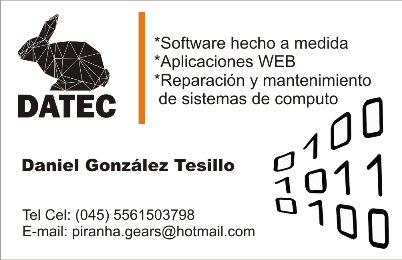 DATEC
*Software hecho a medida
*Aplicaciones WEB
*Reparación y mantenimiento
de sistemas de computo
Daniel González Tesillo
100
1011
0100
Tel Cel: (045) 5561503798
E-mail: piranha.gears@hotmail.com